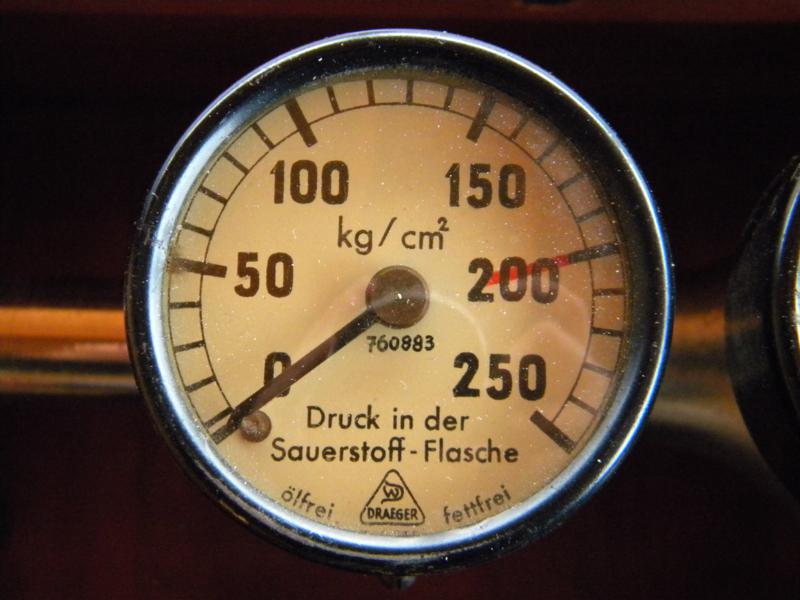 100 150
kg/cm²
50 200
760883
0 250
Druck in der
Sauerstoff-Flasche
DRAEGER
ölfrei fettfrei